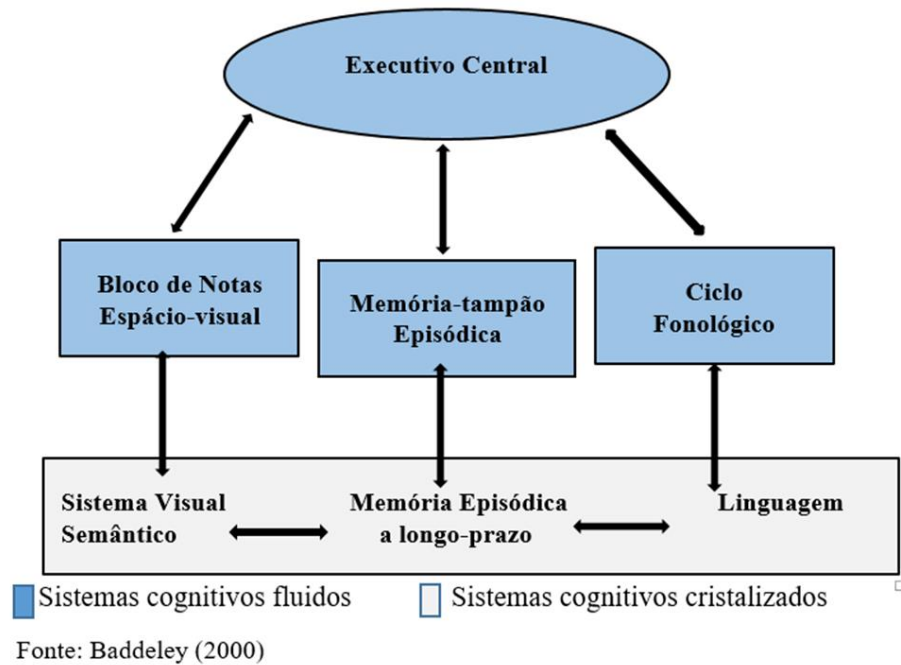 Executivo Central
Bloco de Notas
Espácio-visual
Memória-tampão
Episódica
Ciclo
Fonológico
Sistema Visual
Semântico
Memória Episódica
a longo-prazo
Linguagem
Sistemas cognitivos fluidos
Sistemas cognitivos cristalizados
Fonte: Baddeley (2000)